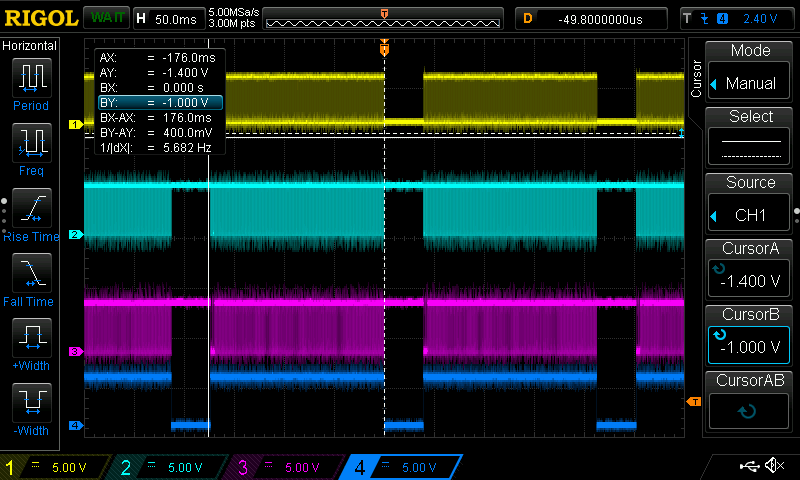 RIGOL WAIT H 50.0ms 5.00MSa/s 3.00M pts T D -49.8000000us T 4 2.40 V
Horizontal
Period
Freq
Rise Time
Fall Time
+Width
-Width
T
AX: = -176.0ms
AY: = -1.400 V
BX: = 0.000 s
BY: = -1.000 V
BX-AX: = 176.0ms
BY-AY: = 400.0mV
1/|dX|: = 5.682 Hz
1
2
3
4
T
Cursor
Mode
Manual
Select
Source
CH1
CursorA
-1.400 V
CursorB
-1.000 V
CursorAB
1 = 5.00 V 2 = 5.00 V 3 = 5.00 V 4 = 5.00 V